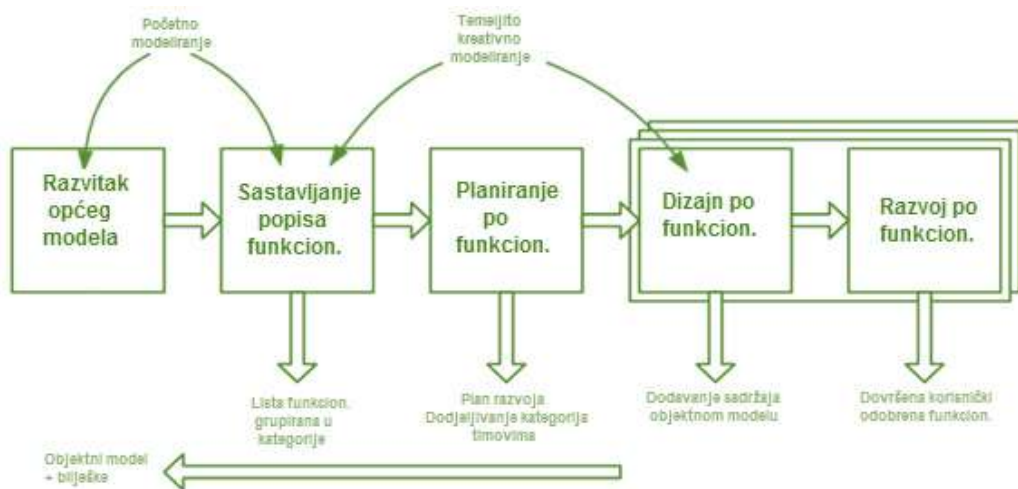 Početno
modeliranje
Temeljito
kreativno
modeliranje
Razvitak
općeg
modela
Sastavljanje
popisa
funkcion.
Planiranje
po
funkcion.
Dizajn po
funkcion.
Razvoj po
funkcion.
Lista funkcion.
grupirana u
kategorije
Plan razvoja
Dodjeljivanje kategorija
timovima
Dodavanje sadržaja
objektnom modelu
Dovršena korisnički
odobrena funkcion.
Objektni model
+ bilješke